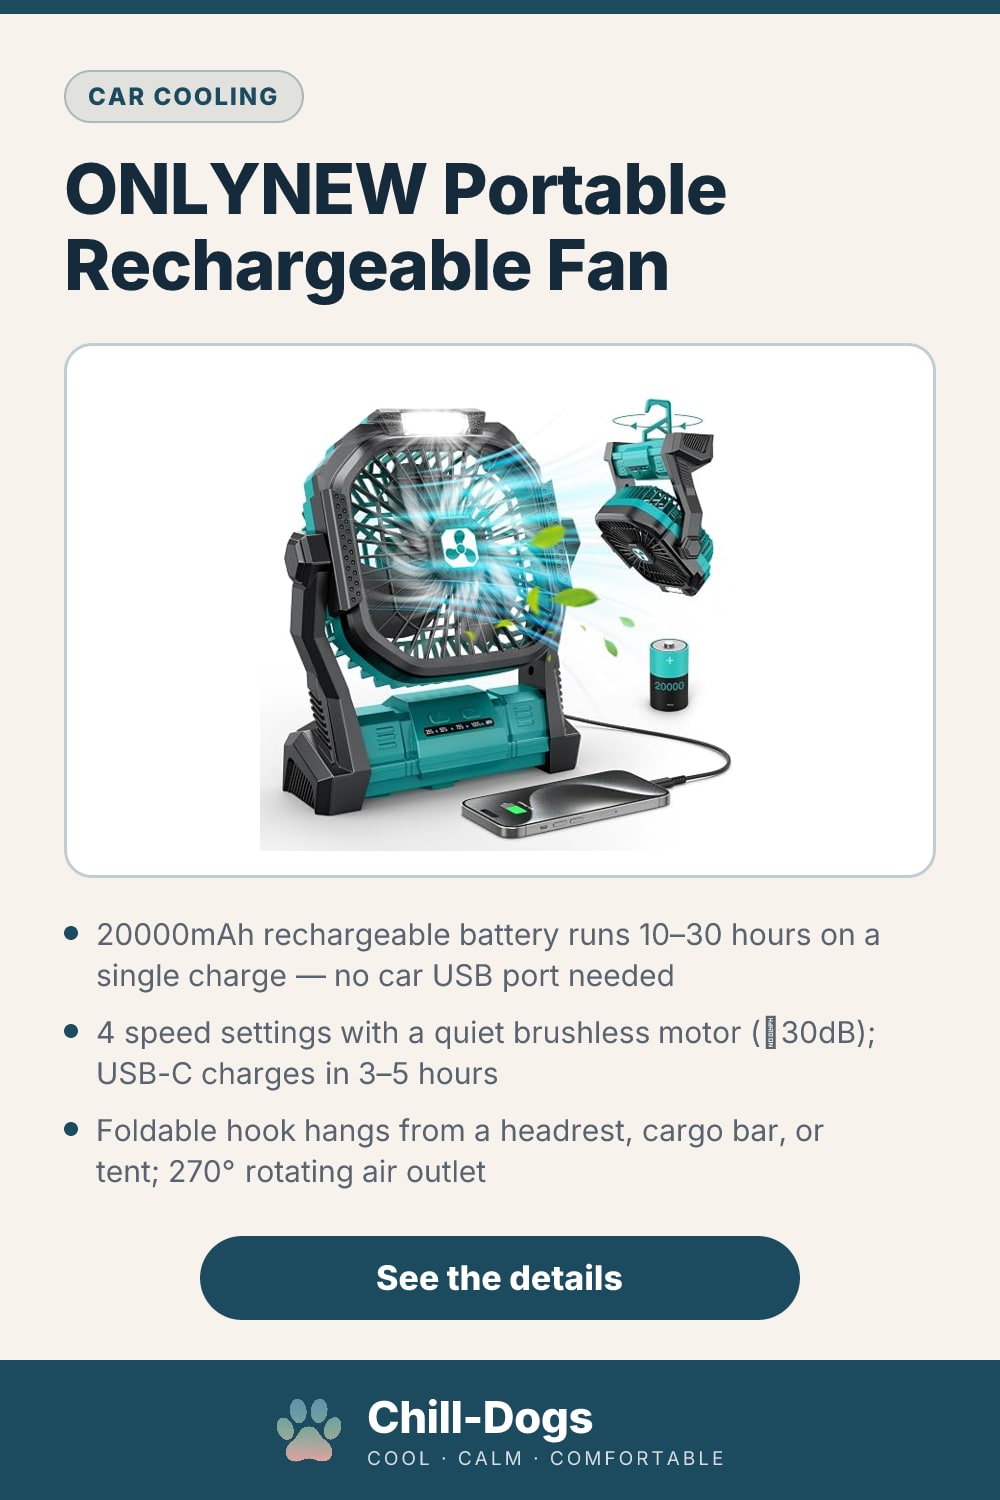 CAR COOLING
ONLYNEW Portable
Rechargeable Fan
20000
20000mAh rechargeable battery runs 10–30 hours on a
single charge — no car USB port needed
4 speed settings with a quiet brushless motor (30dB);
USB-C charges in 3–5 hours
Foldable hook hangs from a headrest, cargo bar, or
tent; 270° rotating air outlet
See the details
Chill-Dogs
COOL · CALM · COMFORTABLE